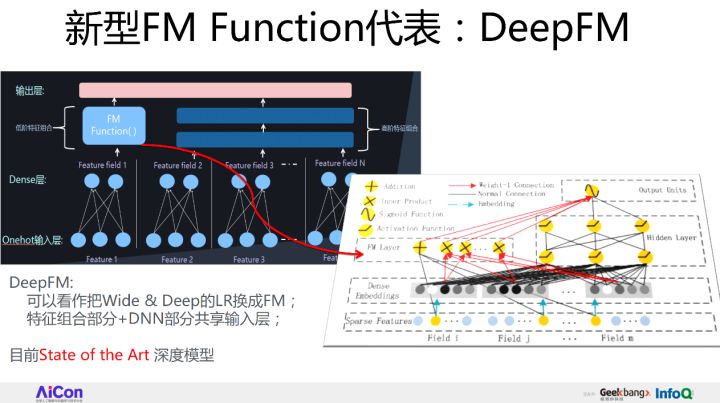 新型FM Function代表：DeepFM
输出层:
低阶特征组合
FM
Function( )
高阶特征组合
Feature field 1
Feature field 2
Feature field 3
Feature field N
Dense层:
Onehot输入层:
Feature 1
Feature 2
Feature 3
Addition
Inner Product
Sigmoid Function
Activation Function
Weight-1 Connection
Normal Connection
Embedding
Output Units
Hidden Layer
FM Layer
Dense
Embeddings
Sparse Features
Field i
Field j
...
Field m
DeepFM:
可以看作把Wide & Deep的LR换成FM；
特征组合部分+DNN部分共享输入层；
目前State of the Art 深度模型
AiCon
Geekbang>
InfoQ